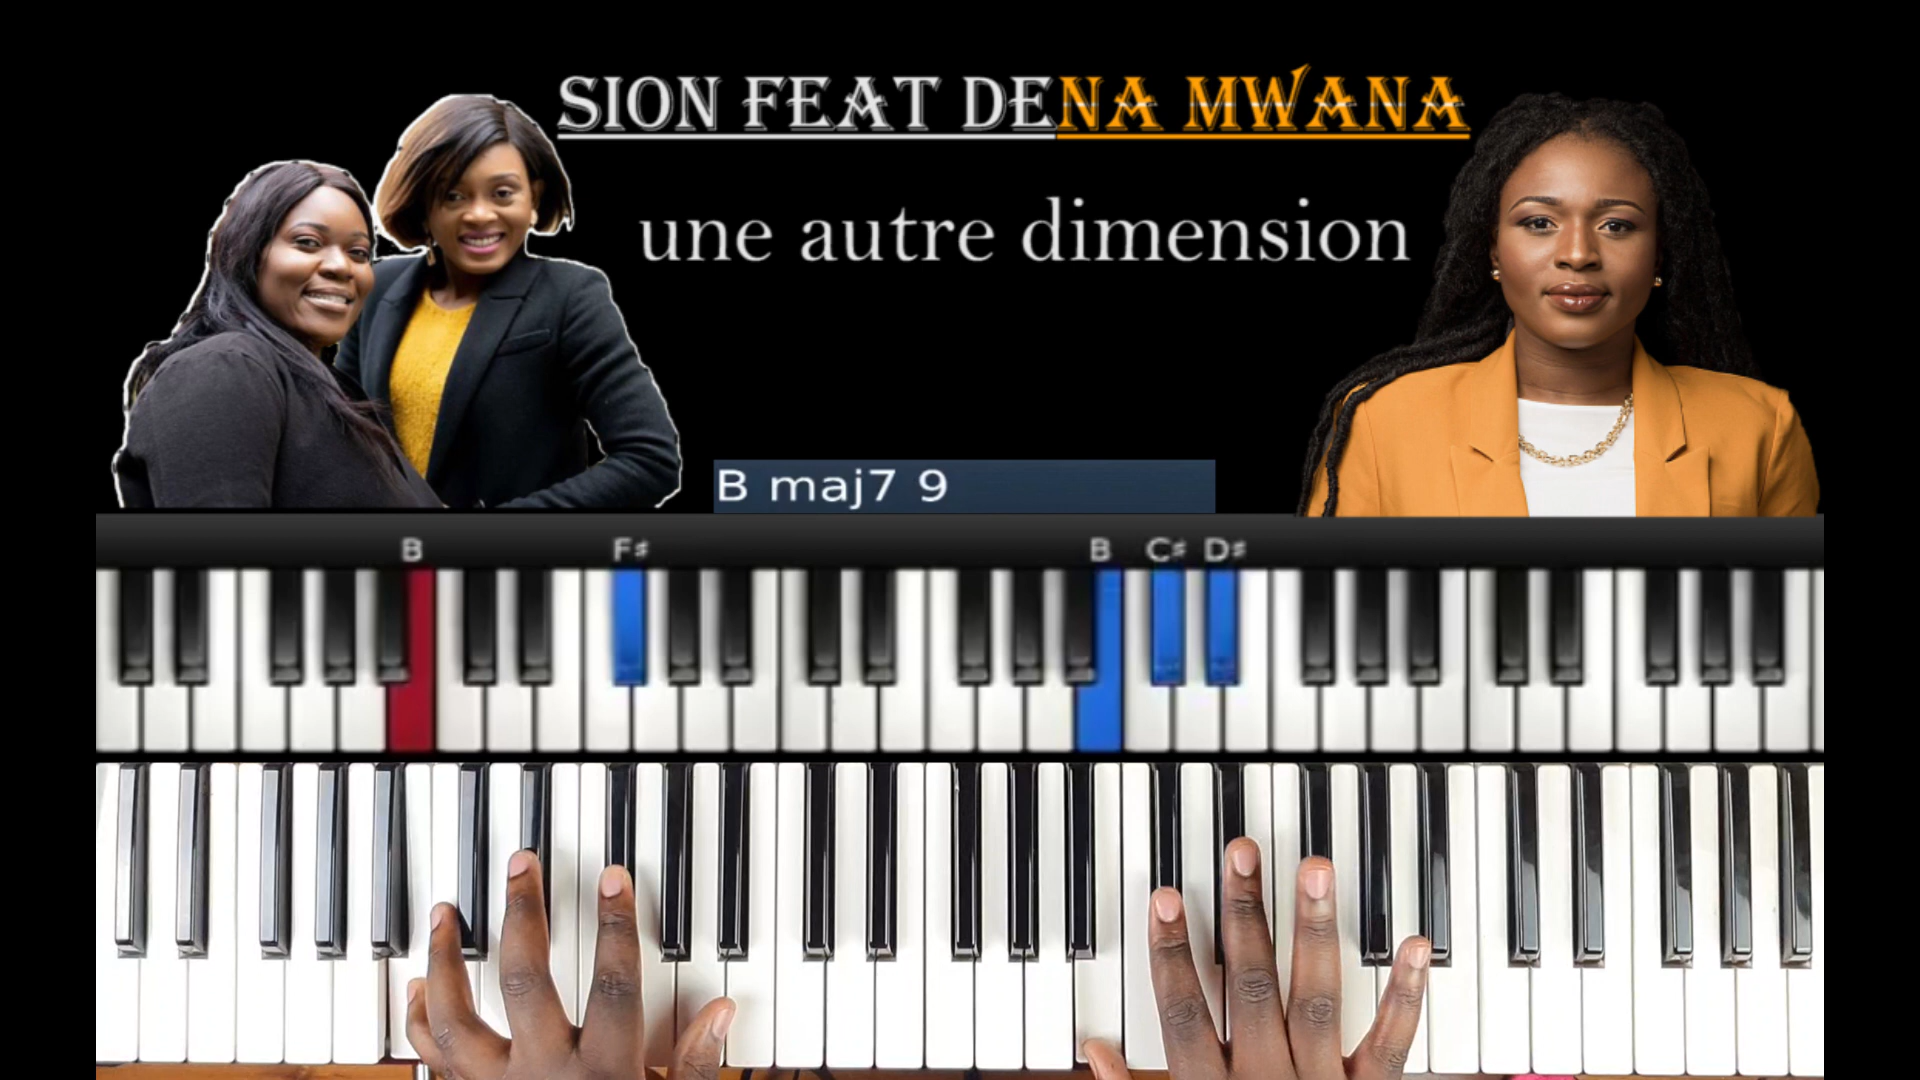 SION FEAT DENA MWANA
une autre dimension
B maj7 9
B F♯ B C♯ D♯